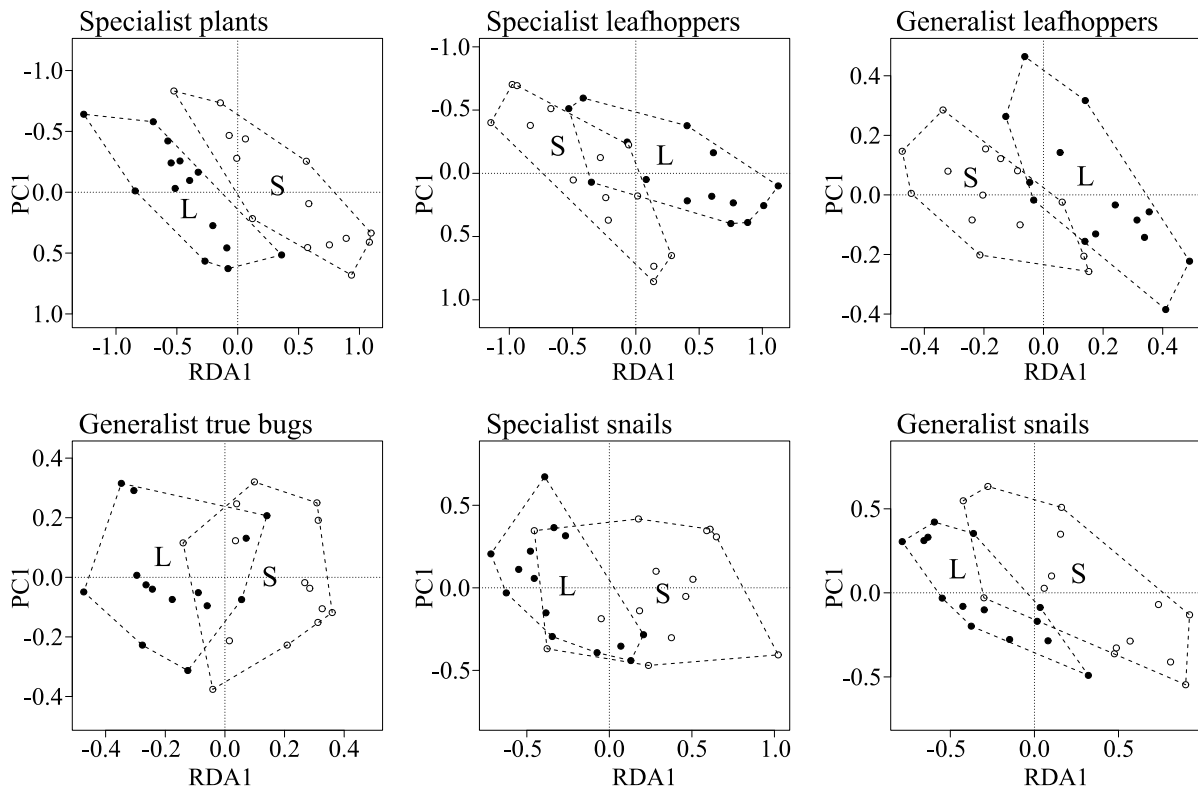 Specialist plants
Specialist leafhoppers
Generalist leafhoppers
-1.0
-0.5
0.0
0.5
1.0
PC1
L
S
-1.0
-0.5
0.0
0.5
1.0
RDA1
-1.0
-0.5
0.0
0.5
1.0
PC1
S
L
-1.0
-0.5
0.0
0.5
1.0
RDA1
0.4
0.2
0.0
-0.2
-0.4
PC1
S
L
-0.4
-0.2
0.0
0.2
0.4
RDA1
Generalist true bugs
Specialist snails
Generalist snails
0.4
0.2
0.0
-0.2
-0.4
PC1
L
S
-0.4
-0.2
0.0
0.2
0.4
RDA1
0.5
0.0
-0.5
PC1
L
S
-0.5
0.0
0.5
1.0
RDA1
0.5
0.0
-0.5
PC1
L
S
-0.5
0.0
0.5
RDA1